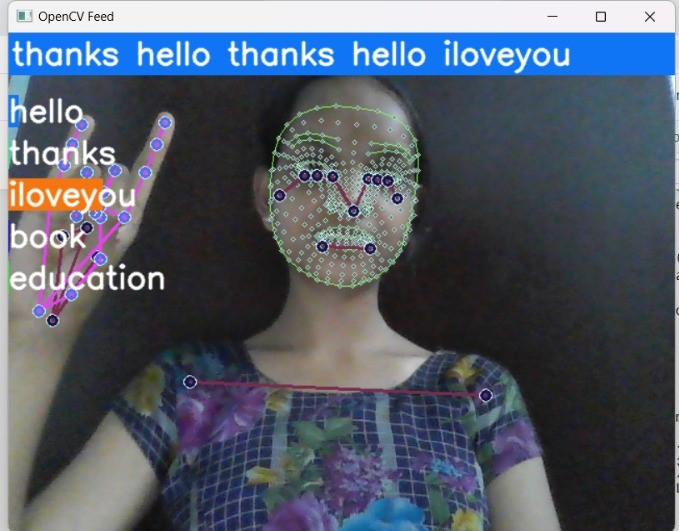 OpenCV Feed
thanks hello thanks hello iloveyou
hello
thanks
iloveyou
book
education